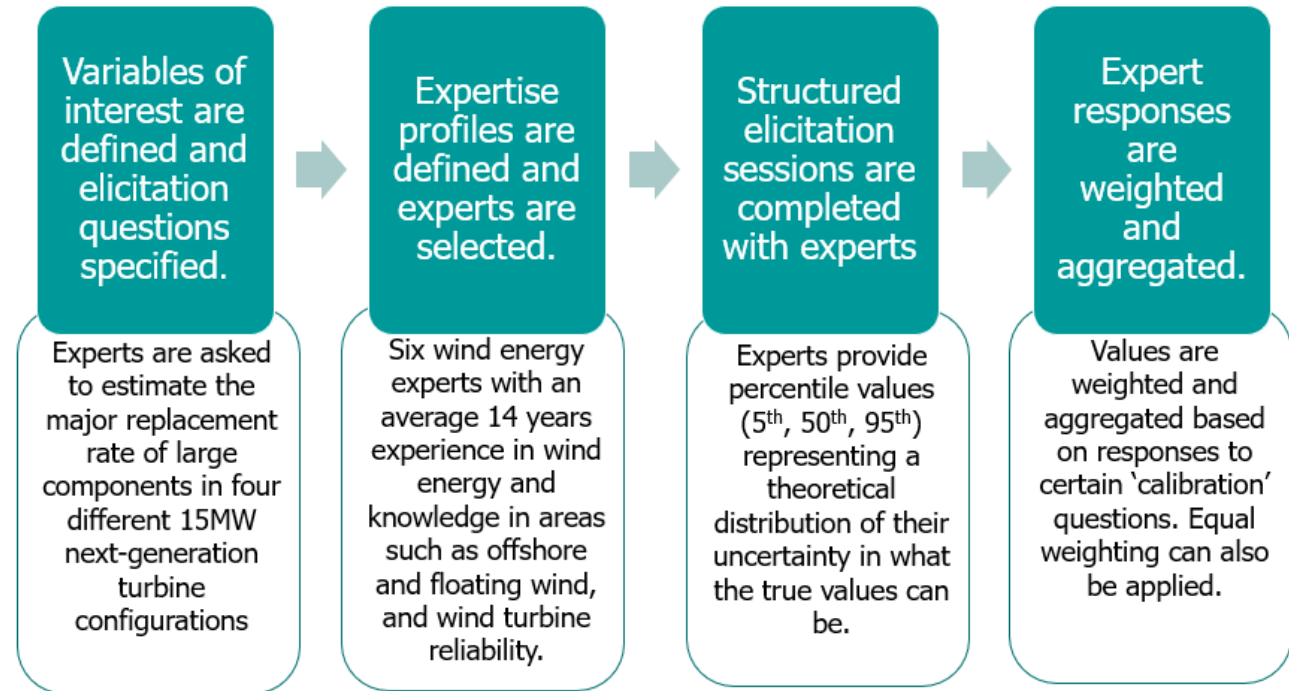 Variables of
interest are
defined and
elicitation
questions
specified.
Experts are asked
to estimate the
major replacement
rate of large
components in four
different 15MW
next-generation
turbine
configurations
Expertise
profiles are
defined and
experts are
selected.
Six wind energy
experts with an
average 14 years
experience in wind
energy and
knowledge in areas
such as offshore
and floating wind,
and wind turbine
reliability.
Structured
elicitation
sessions are
completed
with experts
Experts provide
percentile values
(5th, 50th, 95th)
representing a
theoretical
distribution of their
uncertainty in what
the true values can
be.
Expert
responses
are
weighted
and
aggregated.
Values are
weighted and
aggregated based
on responses to
certain ‘calibration’
questions. Equal
weighting can also
be applied.